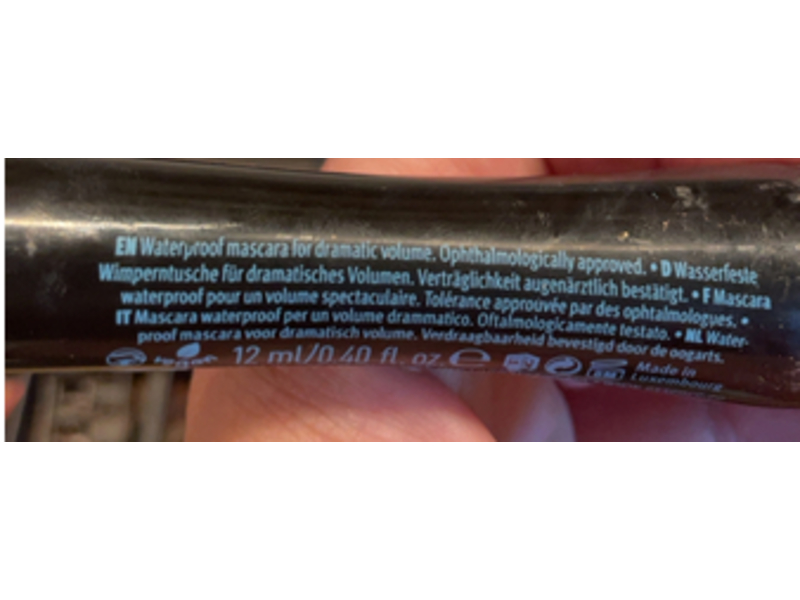 EN Waterproof mascara for dramatic volume. Ophthalmologically approved. • D Wasserfeste
Wimperntusche für dramatisches Volumen. Verträglichkeit augenärztlich bestätigt. • F Mascara
waterproof pour un volume spectaculaire. Tolérance approuvée par des ophtalmologues. •
IT Mascara waterproof per un volume drammatico. Oftalmologicamente testato. • NL Water-
proof mascara voor dramatisch volume. Verdraagbaarheid bevestigd door de oogarts.
vegan 12 ml/0.40 fl. oz. e 6M Made in
Luxembourg